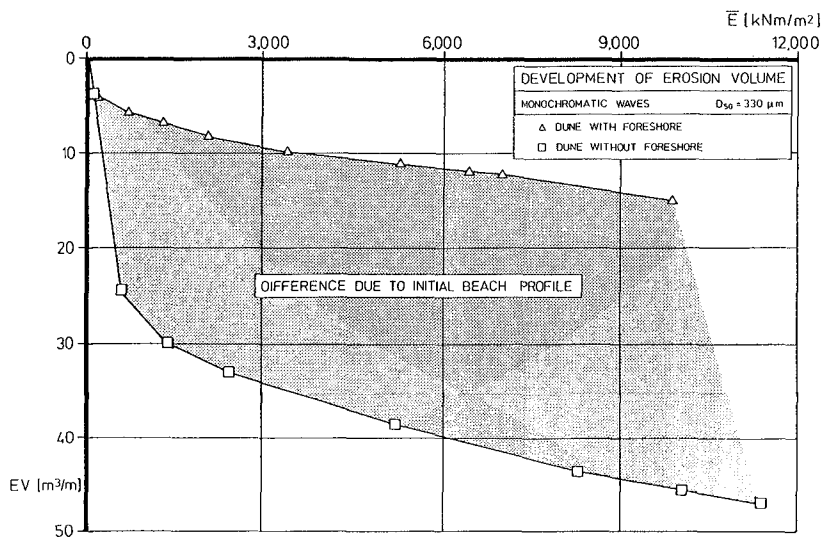 E [kNm/m²]
0 3,000 6,000 9,000 12,000
0
DEVELOPMENT OF EROSION VOLUME
MONOCHROMATIC WAVES D50 = 330 µm
△ DUNE WITH FORESHORE
□ DUNE WITHOUT FORESHORE
10
20
DIFFERENCE DUE TO INITIAL BEACH PROFILE
30
40
EV [m³/m]
50